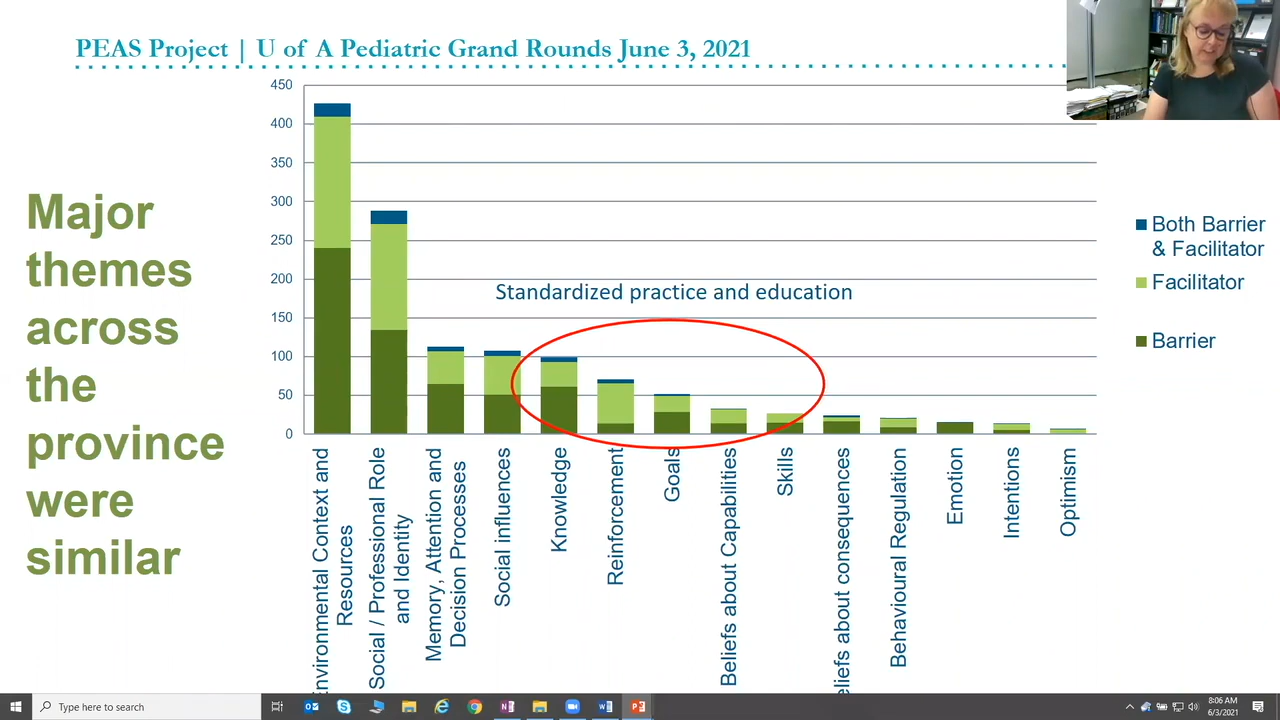 PEAS Project | U of A Pediatric Grand Rounds June 3, 2021
Major
themes
across
the
province
were
similar
450
400
350
300
250
200
150
100
50
0
Standardized practice and education
Both Barrier
& Facilitator
Facilitator
Barrier
nvironmental Context and
Resources
Social / Professional Role
and Identity
Memory, Attention and
Decision Processes
Social influences
Knowledge
Reinforcement
Goals
Beliefs about Capabilities
Skills
eliefs about consequences
Behavioural Regulation
Emotion
Intentions
Optimism
Type here to search
8:06 AM
6/3/2021